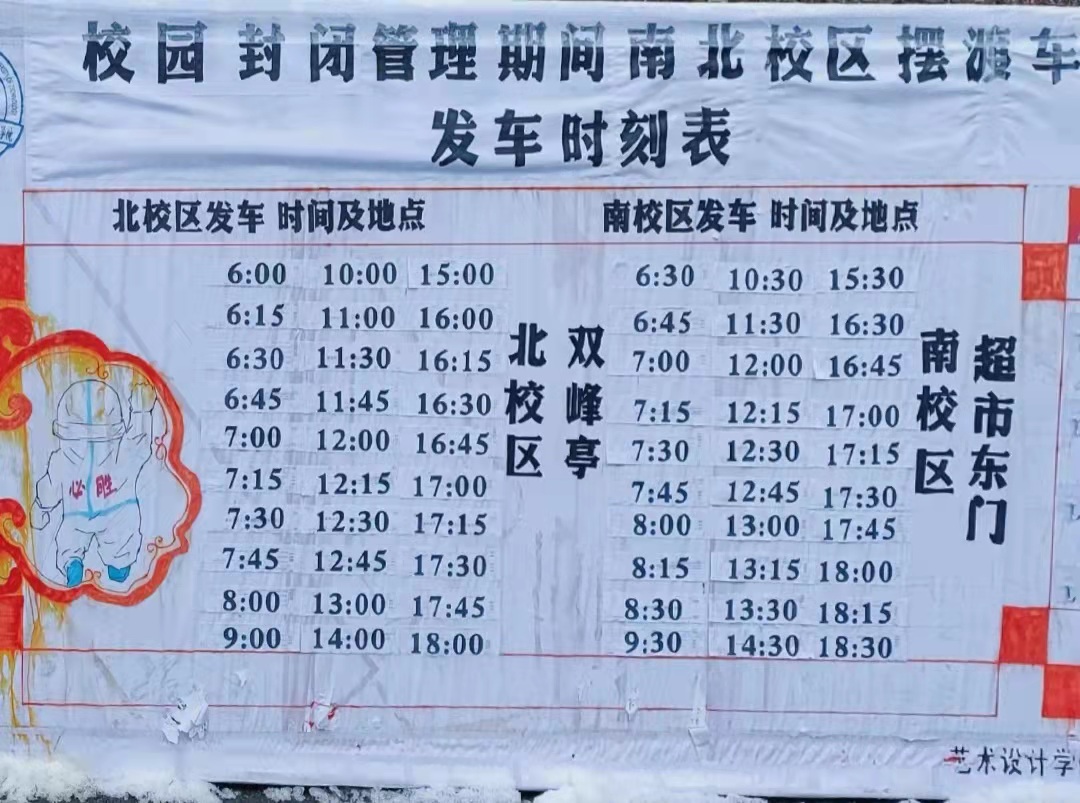 校园封闭管理期间南北校区摆渡车
发车时刻表
北校区发车 时间及地点
6:00 10:00 15:00
6:15 11:00 16:00
6:30 11:30 16:15
6:45 11:45 16:30
7:00 12:00 16:45
7:15 12:15 17:00
7:30 12:30 17:15
7:45 12:45 17:30
8:00 13:00 17:45
9:00 14:00 18:00
北校区
双峰亭
南校区发车 时间及地点
6:30 10:30 15:30
6:45 11:30 16:30
7:00 12:00 16:45
7:15 12:15 17:00
7:30 12:30 17:15
7:45 12:45 17:30
8:00 13:00 17:45
8:15 13:15 18:00
8:30 13:30 18:15
9:30 14:30 18:30
南校区
超市东门
必胜
艺术设计学